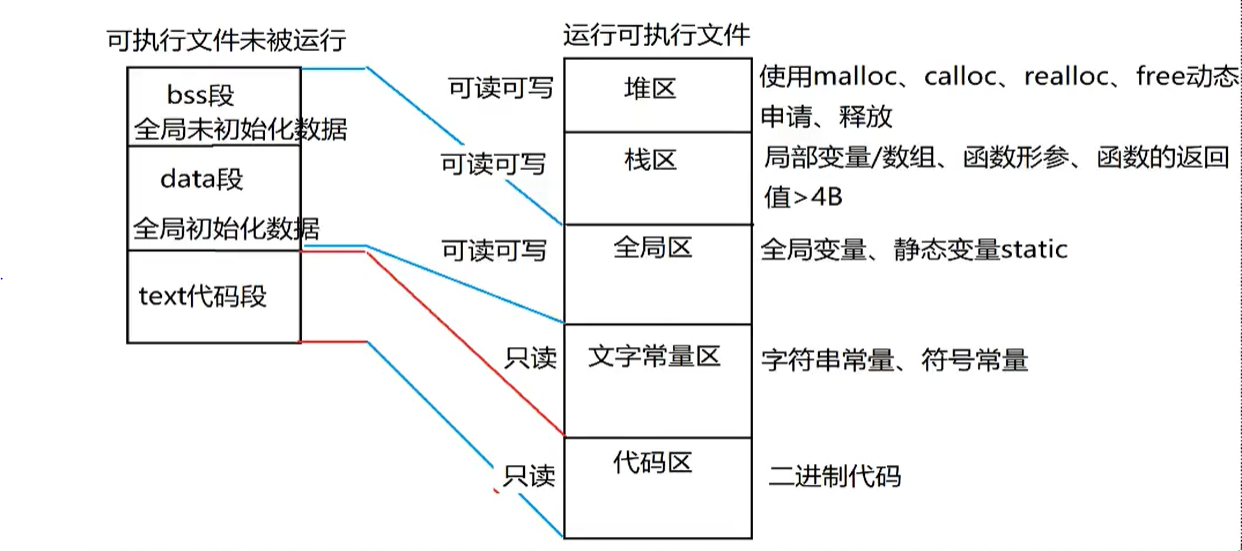 可执行文件未被运行
bss段
全局未初始化数据
data段
全局初始化数据
text代码段
运行可执行文件
可读可写
堆区
使用malloc、calloc、realloc、free动态
申请、释放
可读可写
栈区
局部变量/数组、函数形参、函数的返回
值>4B
可读可写
全局区
全局变量、静态变量static
只读
文字常量区
字符串常量、符号常量
只读
代码区
二进制代码